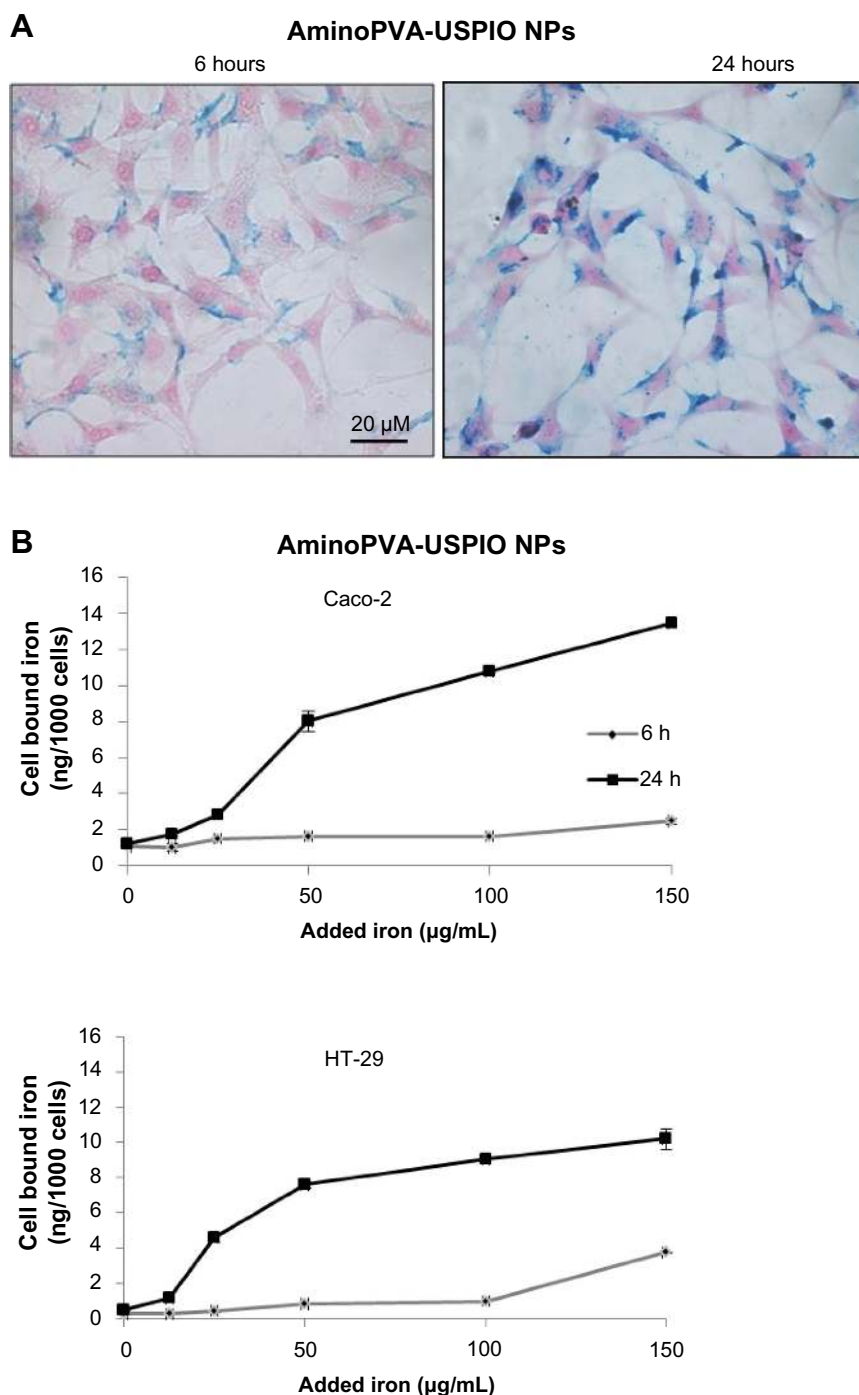 A
AminoPVA-USPIO NPs
6 hours
24 hours
20 µM
B
AminoPVA-USPIO NPs
Caco-2
Cell bound iron
(ng/1000 cells)
16
14
12
10
8
6
4
2
0
6 h
24 h
0 50 100 150
Added iron (µg/mL)
HT-29
Cell bound iron
(ng/1000 cells)
16
14
12
10
8
6
4
2
0
0 50 100 150
Added iron (µg/mL)